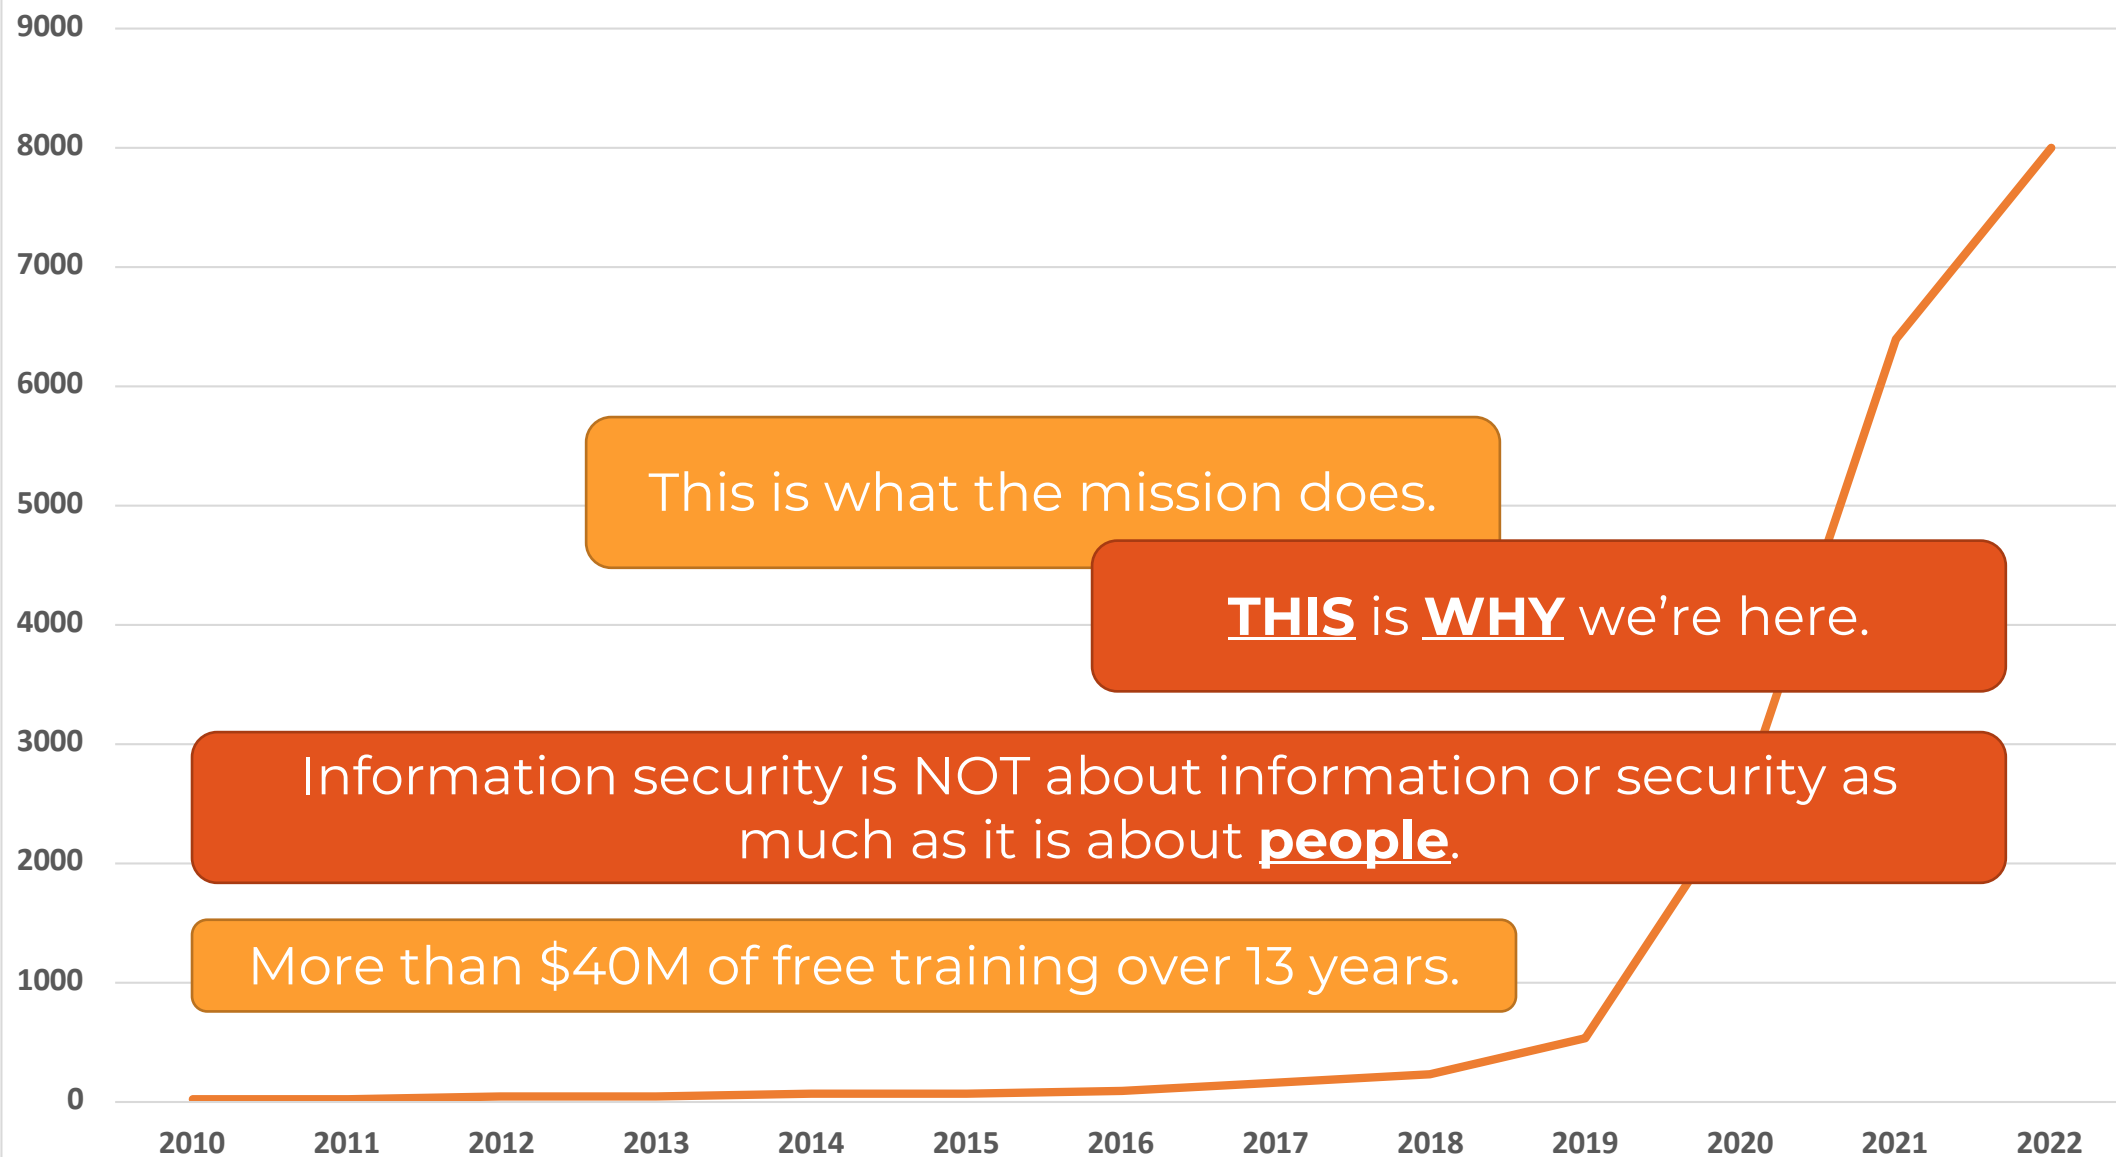 9000
8000
7000
6000
This is what the mission does.
5000
THIS is WHY we’re here.
4000
3000
Information security is NOT about information or security as
much as it is about people.
2000
More than $40M of free training over 13 years.
1000
0
2010 2011 2012 2013 2014 2015 2016 2017 2018 2019 2020 2021 2022